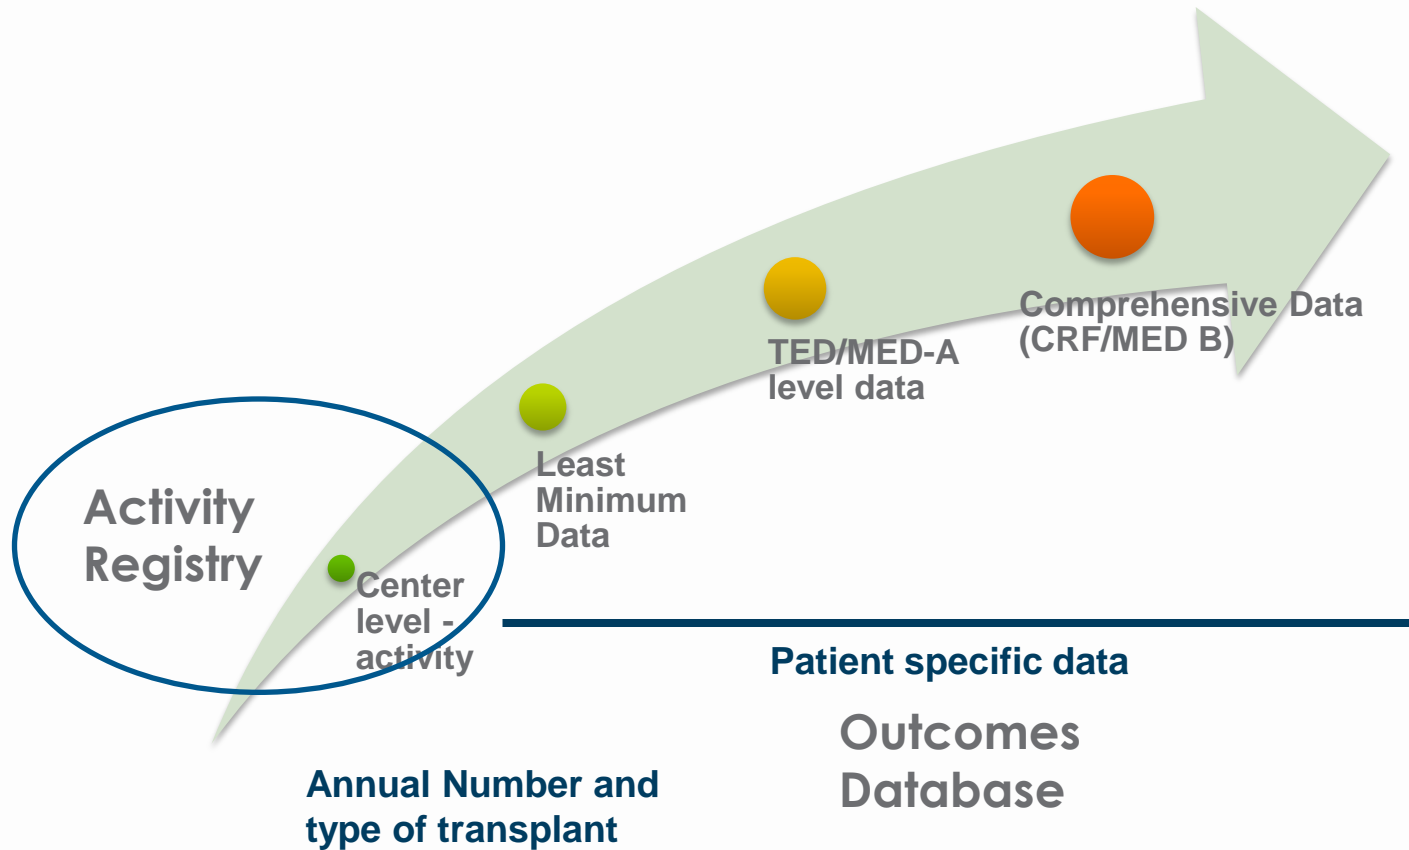 Comprehensive Data
(CRF/MED B)
TED/MED-A
level data
Least
Minimum
Data
Activity
Registry
Center
level -
activity
Patient specific data
Outcomes
Database
Annual Number and
type of transplant